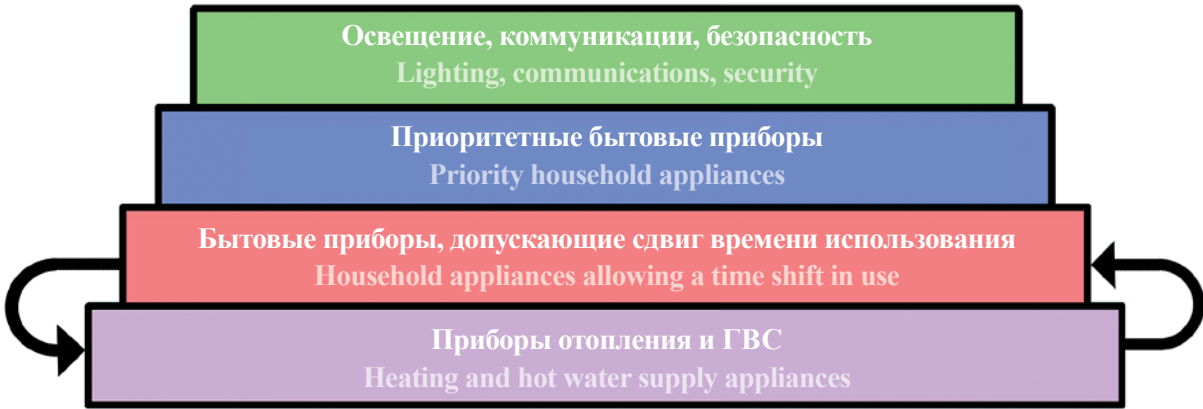 Освещение, коммуникации, безопасность
Lighting, communications, security
Приоритетные бытовые приборы
Priority household appliances
Бытовые приборы, допускающие сдвиг времени использования
Household appliances allowing a time shift in use
Приборы отопления и ГВС
Heating and hot water supply appliances